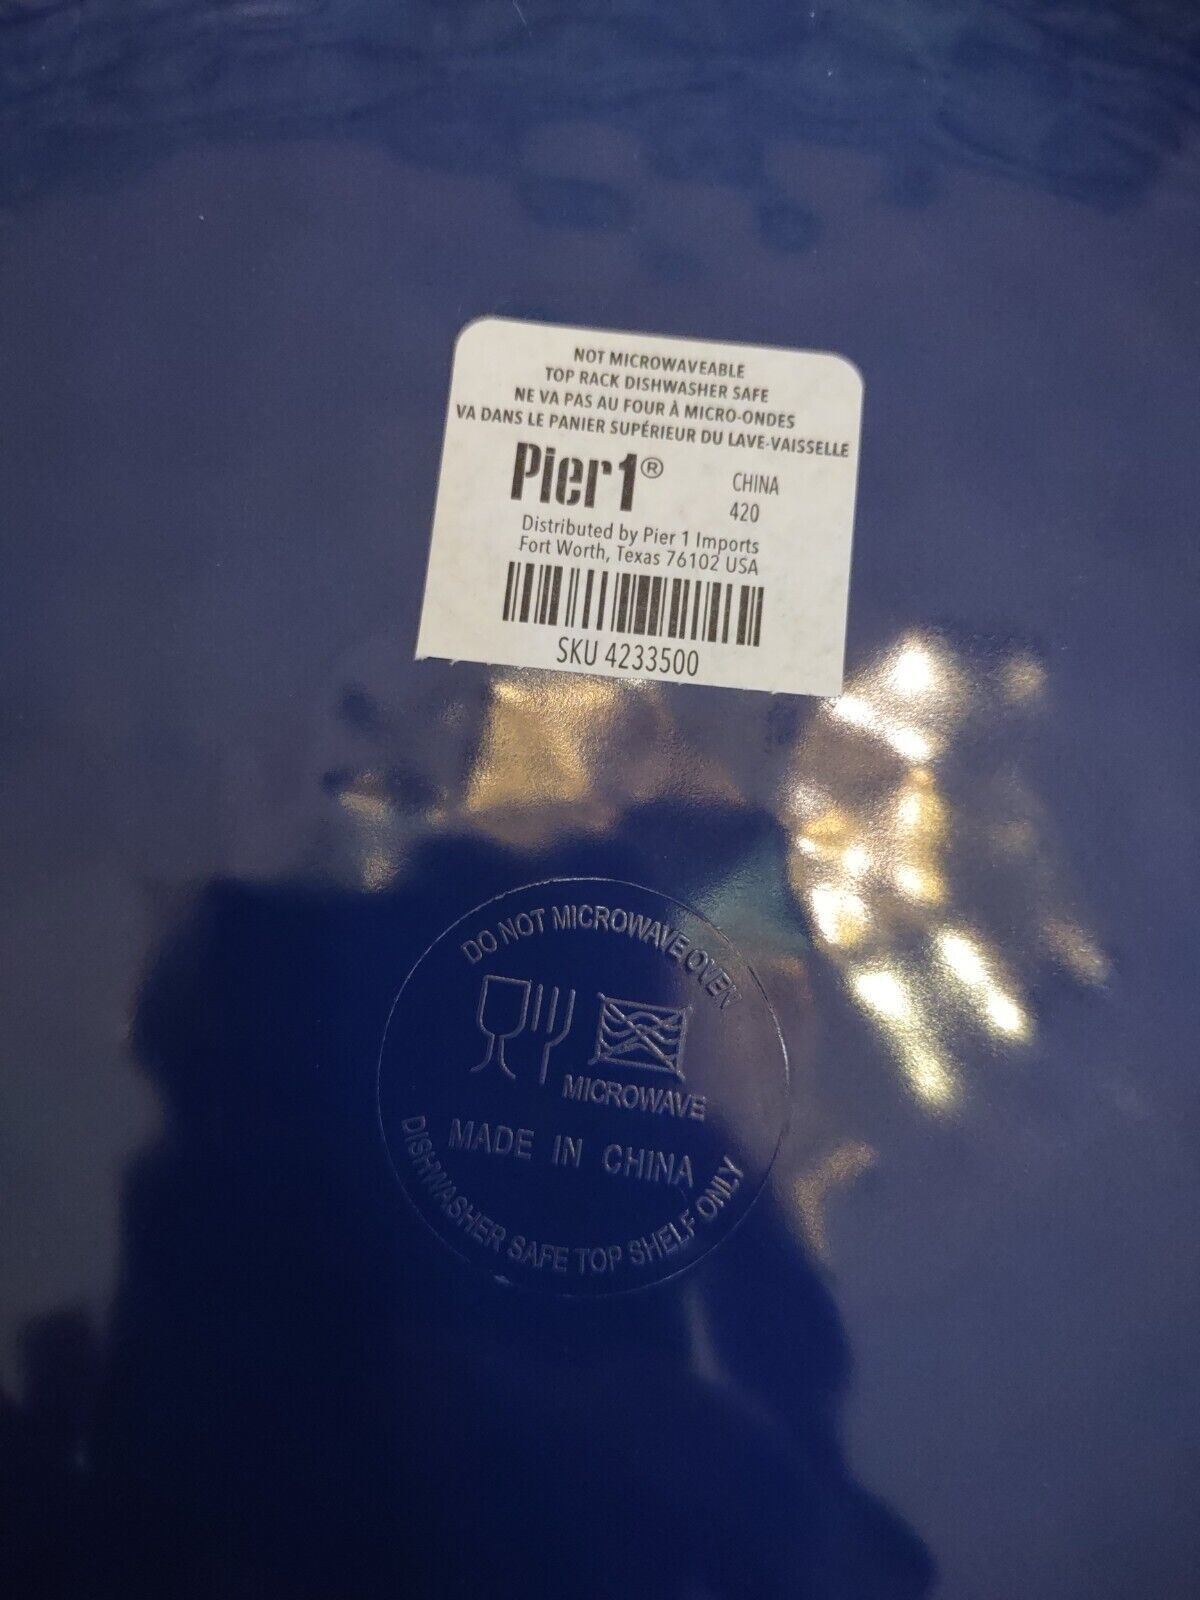 NOT MICROWAVEABLE
TOP RACK DISHWASHER SAFE
NE VA PAS AU FOUR À MICRO-ONDES
VA DANS LE PANIER SUPÉRIEUR DU LAVE-VAISSELLE
Pier1® CHINA
420
Distributed by Pier 1 Imports
Fort Worth, Texas 76102 USA
SKU 4233500
DO NOT MICROWAVE OVEN
MICROWAVE
MADE IN CHINA
DISHWASHER SAFE TOP SHELF ONLY